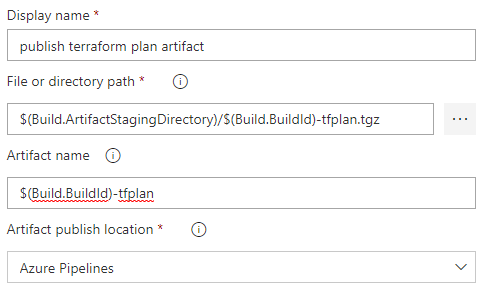 Display name *
publish terraform plan artifact
File or directory path *
$(Build.ArtifactStagingDirectory)/$(Build.BuildId)-tfplan.tgz
Artifact name
$(Build.BuildId)-tfplan
Artifact publish location *
Azure Pipelines